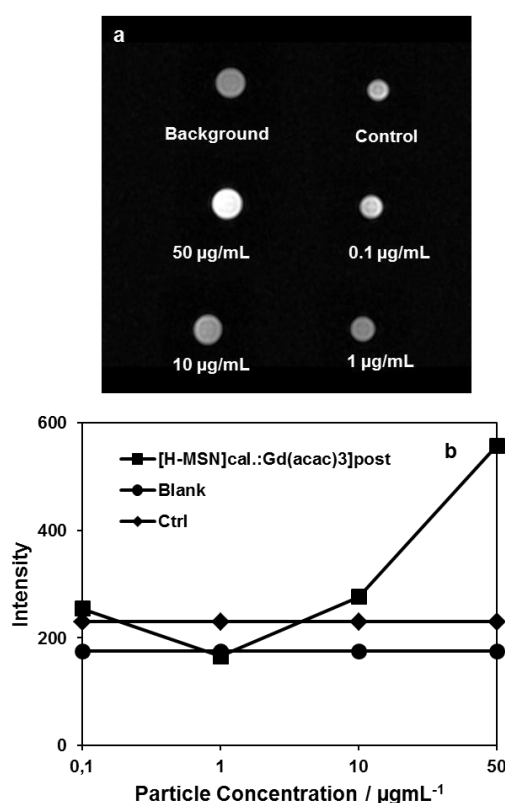 a
Background
Control
50 µg/mL
0.1 µg/mL
10 µg/mL
1 µg/mL
600
[H-MSN]cal.:Gd(acac)3]post
b
Blank
Ctrl
400
Intensity
200
0
0,1
1
10
50
Particle Concentration / µgmL⁻¹